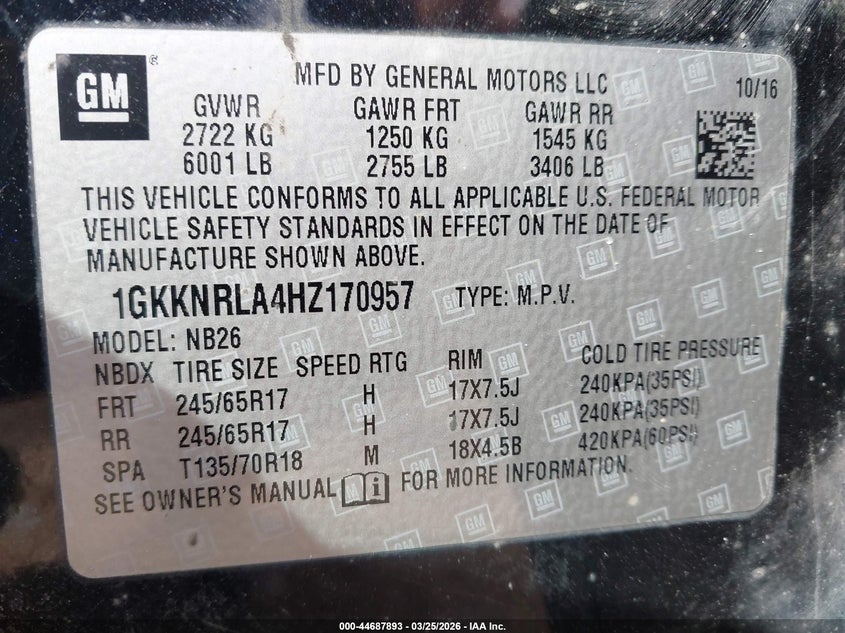 GM ®
MFD BY GENERAL MOTORS LLC 10/16
GVWR GAWR FRT GAWR RR
2722 KG 1250 KG 1545 KG
6001 LB 2755 LB 3406 LB
THIS VEHICLE CONFORMS TO ALL APPLICABLE U.S. FEDERAL MOTOR
VEHICLE SAFETY STANDARDS IN EFFECT ON THE DATE OF
MANUFACTURE SHOWN ABOVE.
1GKKNRLA4HZ170957 TYPE: M.P.V.
MODEL: NB26
NBDX TIRE SIZE SPEED RTG RIM COLD TIRE PRESSURE
FRT 245/65R17 H 17X7.5J 240KPA(35PSI)
RR 245/65R17 H 17X7.5J 240KPA(35PSI)
SPA T135/70R18 M 18X4.5B 420KPA(60PSI)
SEE OWNER'S MANUAL FOR MORE INFORMATION.
000-44687893 — 03/25/2026 — IAA Inc.